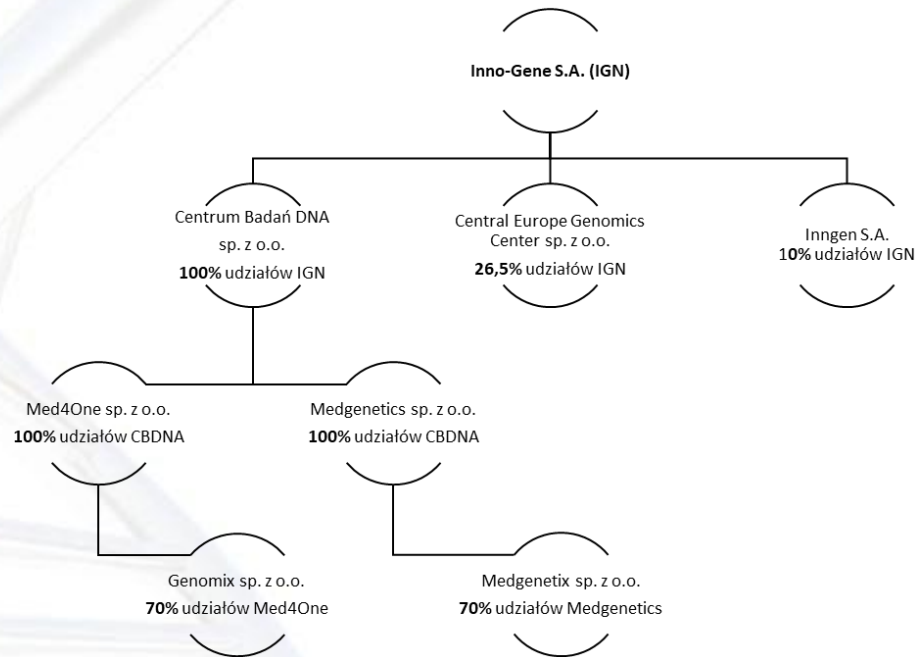 Inno-Gene S.A. (IGN)
Centrum Badań DNA
sp. z o.o.
100% udziałów IGN
Central Europe Genomics
Center sp. z o.o.
26,5% udziałów IGN
Inngen S.A.
10% udziałów IGN
Med4One sp. z o.o.
100% udziałów CBDNA
Medgenetics sp. z o.o.
100% udziałów CBDNA
Genomix sp. z o.o.
70% udziałów Med4One
Medgenetix sp. z o.o.
70% udziałów Medgenetics